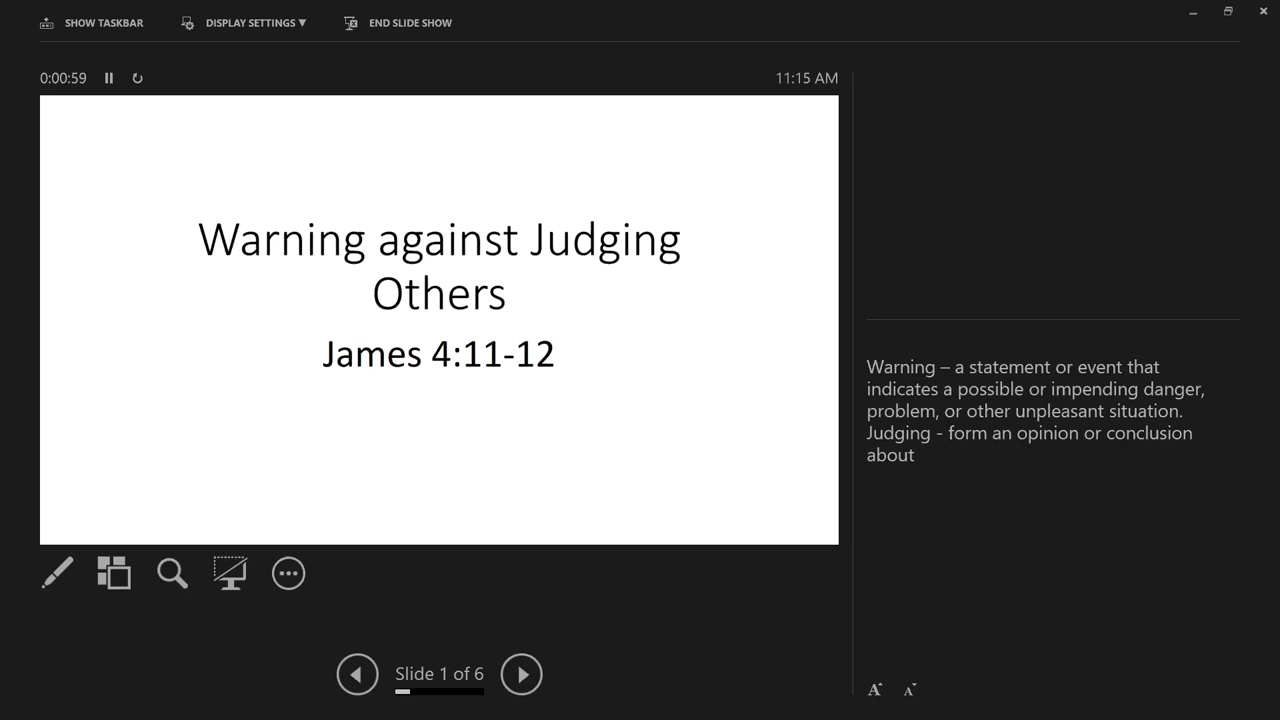 SHOW TASKBAR DISPLAY SETTINGS ▼ END SLIDE SHOW
0:00:59 11:15 AM
Warning against Judging
Others
James 4:11-12
Warning – a statement or event that
indicates a possible or impending danger,
problem, or other unpleasant situation.
Judging - form an opinion or conclusion
about
Slide 1 of 6
A A